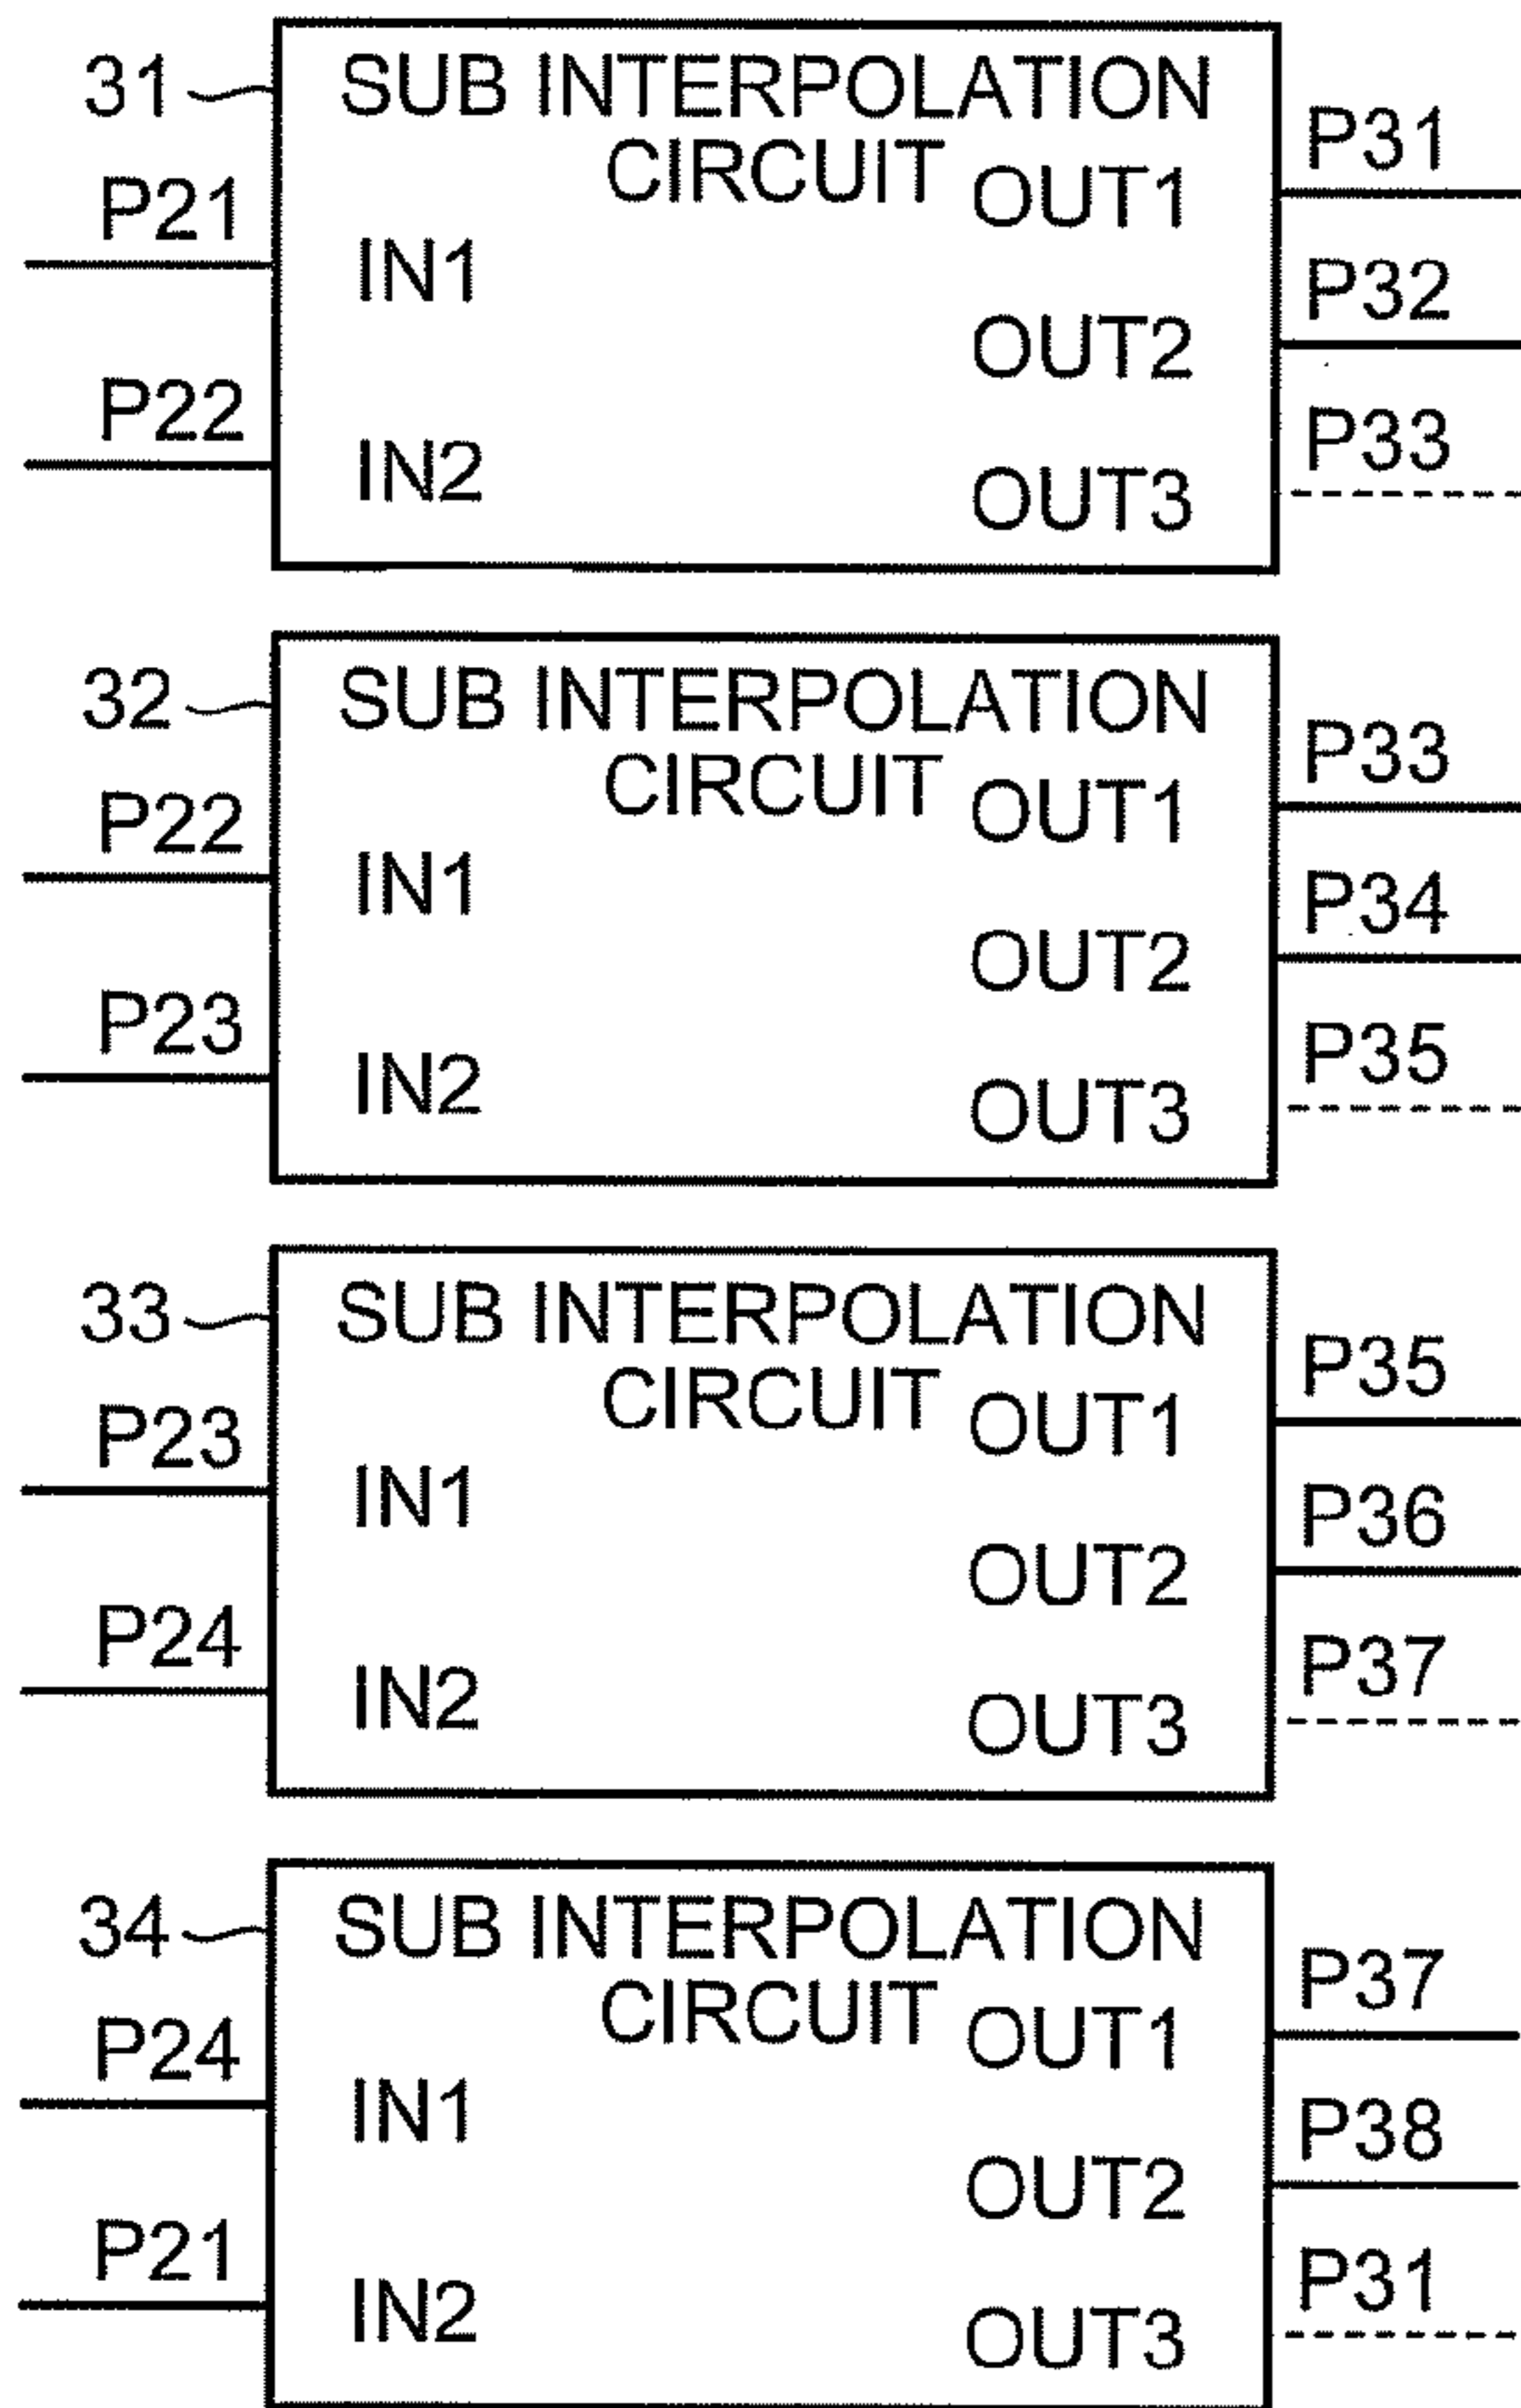 31
SUB INTERPOLATION
CIRCUIT
P21
IN1
P22
IN2
OUT1
P31
OUT2
P32
OUT3
P33
32
SUB INTERPOLATION
CIRCUIT
P22
IN1
P23
IN2
OUT1
P33
OUT2
P34
OUT3
P35
33
SUB INTERPOLATION
CIRCUIT
P23
IN1
P24
IN2
OUT1
P35
OUT2
P36
OUT3
P37
34
SUB INTERPOLATION
CIRCUIT
P24
IN1
P21
IN2
OUT1
P37
OUT2
P38
OUT3
P31